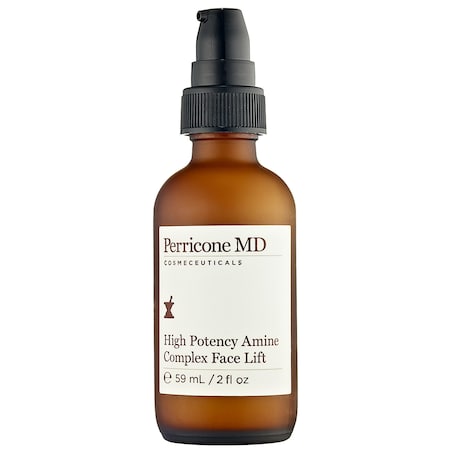 Perricone MD
COSMECEUTICALS
High Potency Amine
Complex Face Lift
℮ 59 mL / 2 fl oz